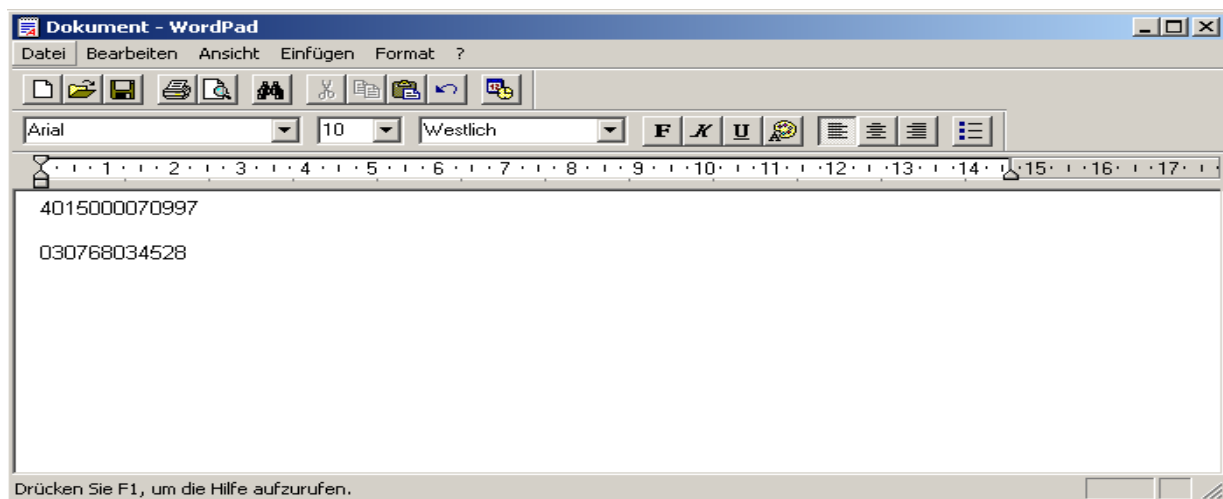 Dokument - WordPad
Datei Bearbeiten Ansicht Einfügen Format ?
Arial 10 Westlich F K U
1 2 3 4 5 6 7 8 9 10 11 12 13 14 15 16 17
4015000070997
030768034528
Drücken Sie F1, um die Hilfe aufzurufen.